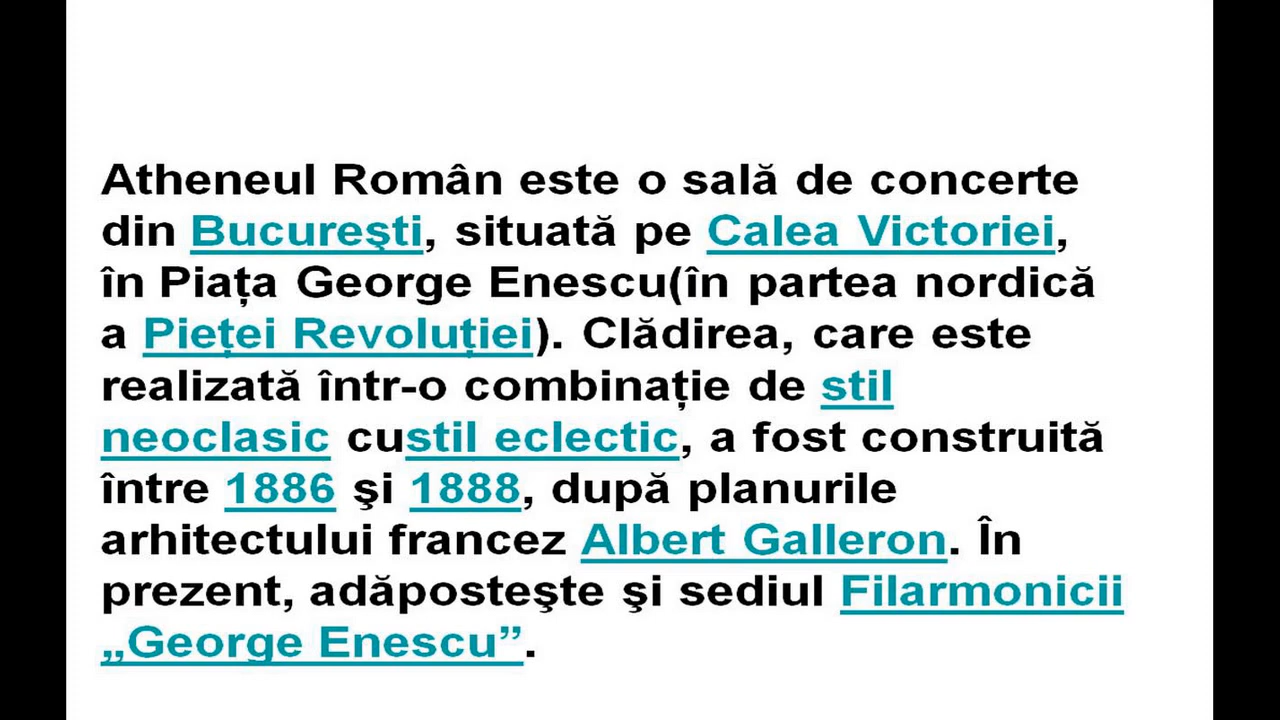 Atheneul Român este o sală de concerte
din Bucureşti, situată pe Calea Victoriei,
în Piața George Enescu(în partea nordică
a Pieței Revoluției). Clădirea, care este
realizată într-o combinație de stil
neoclasic custil eclectic, a fost construită
între 1886 şi 1888, după planurile
arhitectului francez Albert Galleron. În
prezent, adăposteşte şi sediul Filarmonicii
„George Enescu”.